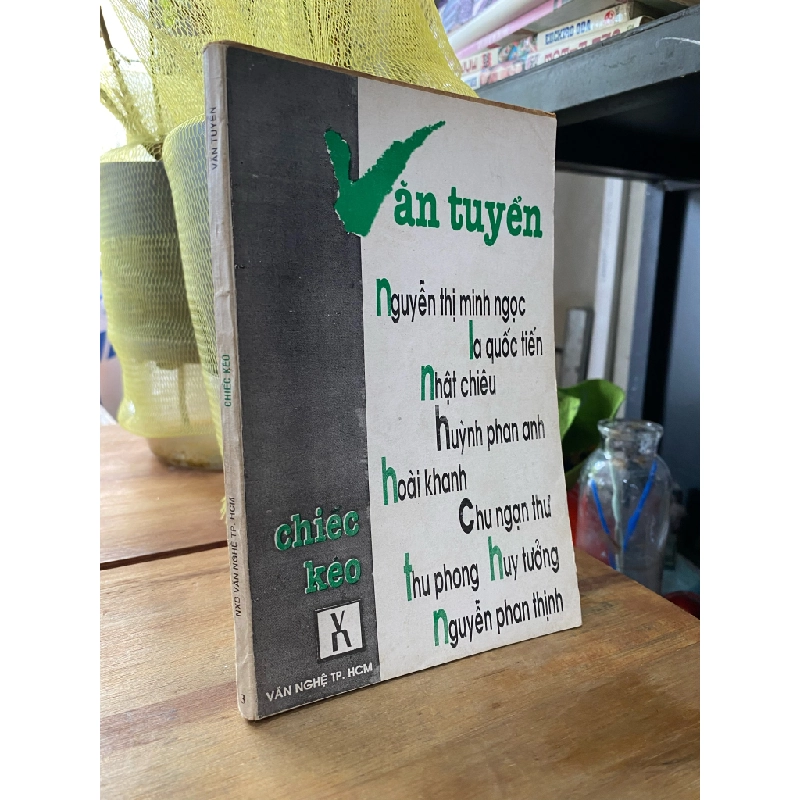 Văn tuyển
nguyễn thị minh ngọc
la quốc tiến
nhật chiêu
huỳnh phan anh
hoài khanh
chu ngạn thư
thu phong huy tưởng
nguyễn phan thịnh
chiếc
kéo
VĂN NGHỆ TP. HCM
VĂN TUYỂN
CHIẾC KÉO
NXB VĂN NGHỆ TP. HCM